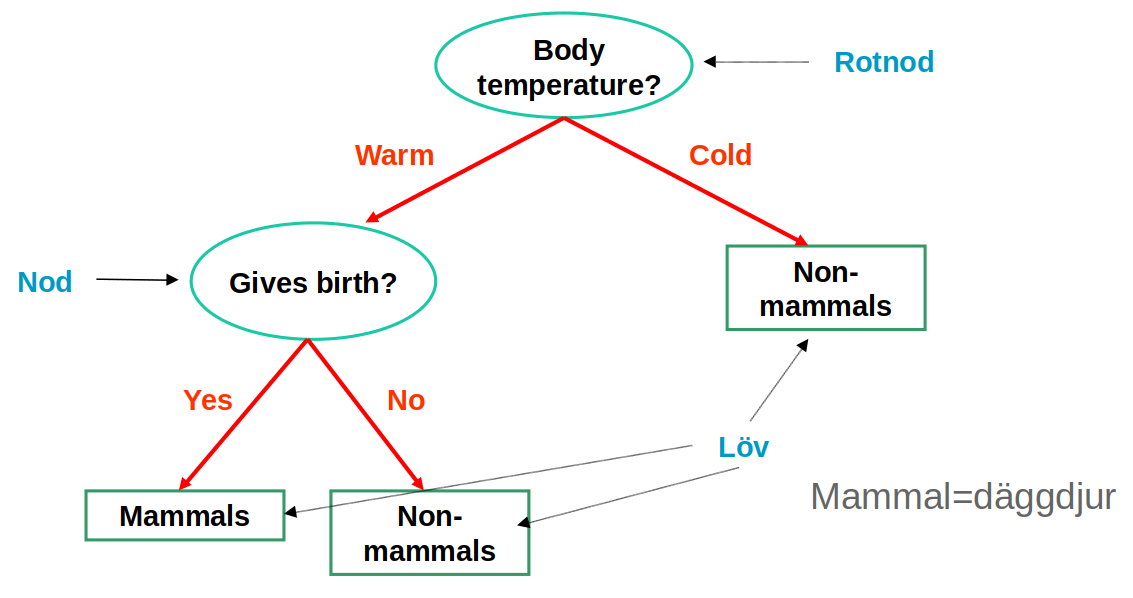 Body
temperature?
Rotnod
Warm
Cold
Nod
Gives birth?
Non-
mammals
Yes
No
Löv
Mammal=däggdjur
Mammals
Non-
mammals